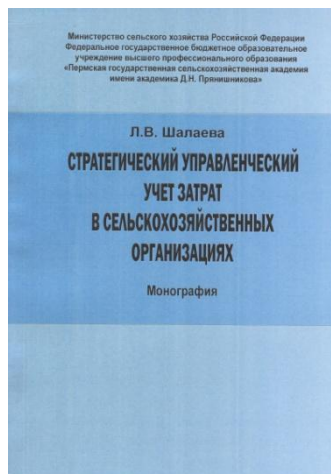 Министерство сельского хозяйства Российской Федерации
Федеральное государственное бюджетное образовательное
учреждение высшего профессионального образования
«Пермская государственная сельскохозяйственная академия
имени академика Д.Н. Прянишникова»
Л.В. Шалаева
СТРАТЕГИЧЕСКИЙ УПРАВЛЕНЧЕСКИЙ
УЧЕТ ЗАТРАТ
В СЕЛЬСКОХОЗЯЙСТВЕННЫХ
ОРГАНИЗАЦИЯХ
Монография